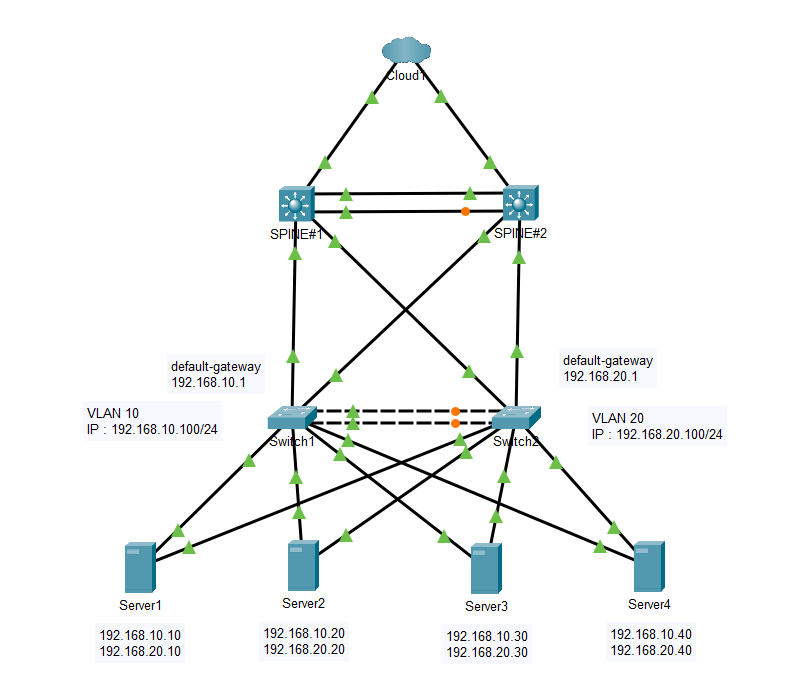 Cloud1
SPINE#1
SPINE#2
default-gateway
192.168.10.1
default-gateway
192.168.20.1
VLAN 10
IP : 192.168.10.100/24
VLAN 20
IP : 192.168.20.100/24
Switch1
Switch2
Server1
Server2
Server3
Server4
192.168.10.10
192.168.20.10
192.168.10.20
192.168.20.20
192.168.10.30
192.168.20.30
192.168.10.40
192.168.20.40